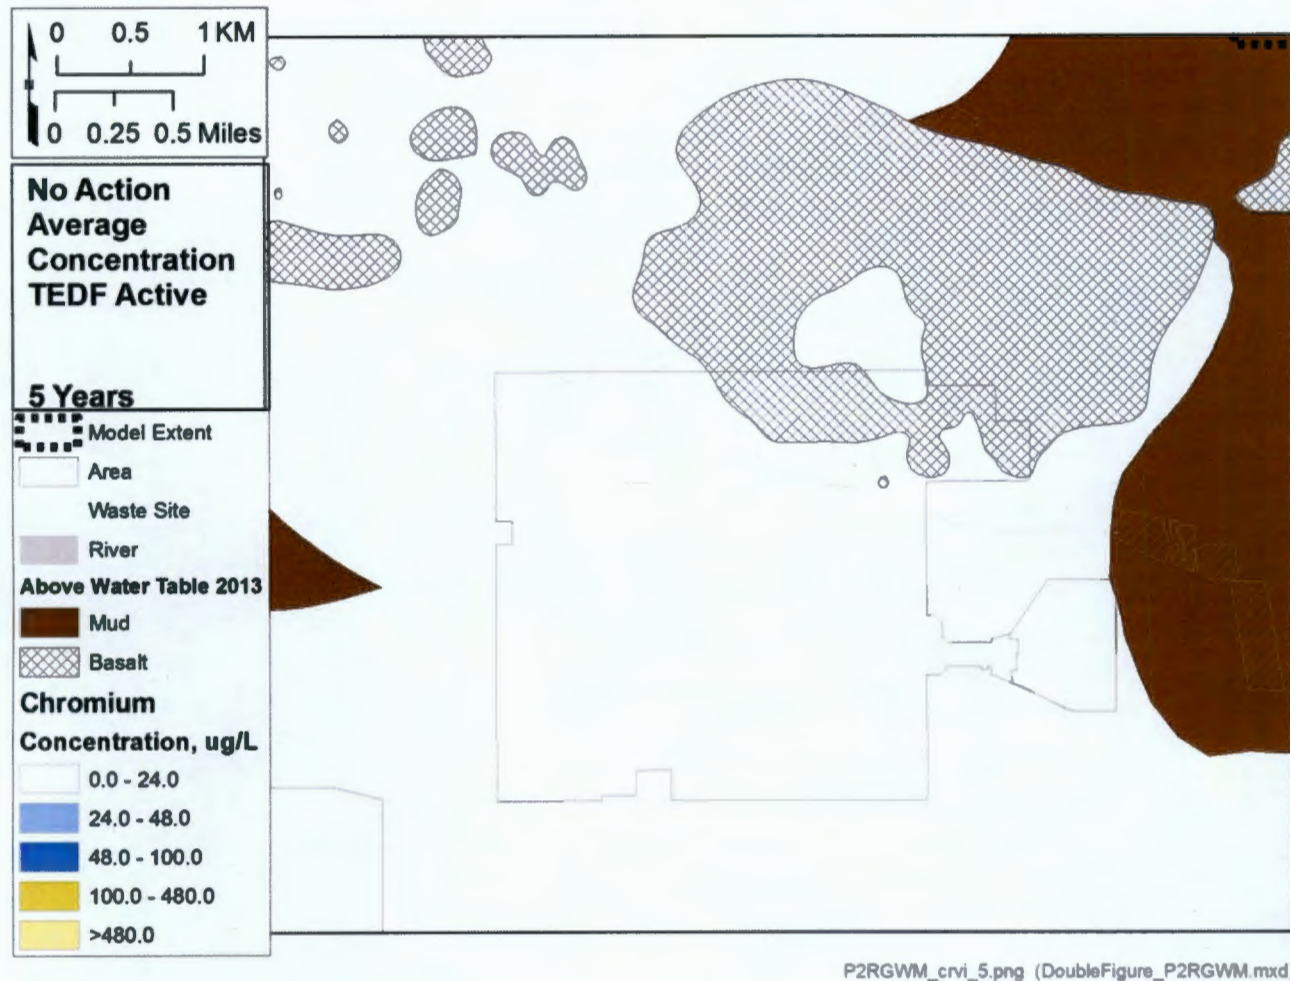 0 0.5 1 KM
0 0.25 0.5 Miles
No Action
Average
Concentration
TEDF Active
5 Years
Model Extent
Area
Waste Site
River
Above Water Table 2013
Mud
Basalt
Chromium
Concentration, ug/L
0.0 - 24.0
24.0 - 48.0
48.0 - 100.0
100.0 - 480.0
>480.0
P2RGWM_crvi_5.png (DoubleFigure_P2RGWM.mxd